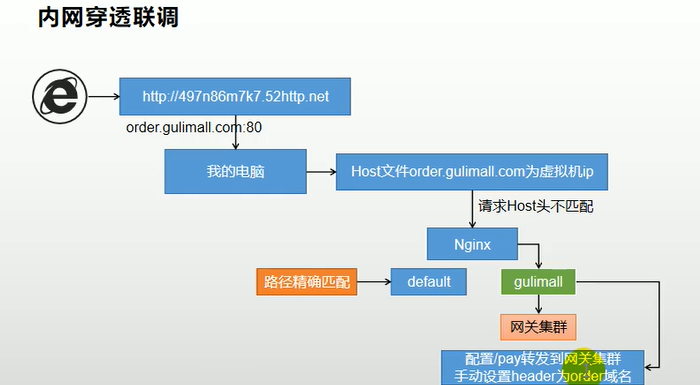 内网穿透联调
http://497n86m7k7.52http.net
order.gulimall.com:80
我的电脑
Host文件order.gulimall.com为虚拟机ip
请求Host头不匹配
Nginx
路径精确匹配
default
gulimall
网关集群
配置/pay转发到网关集群
手动设置header为order域名